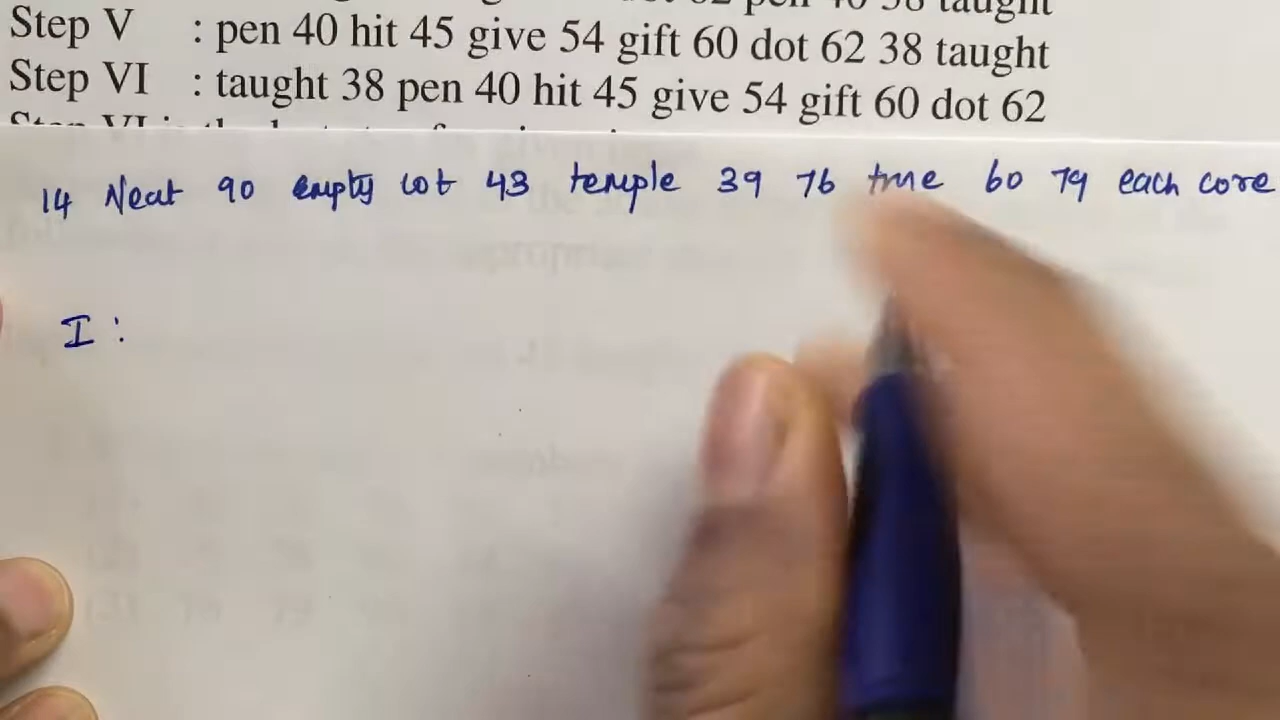 taught
Step V : pen 40 hit 45 give 54 gift 60 dot 62 38 taught
Step VI : taught 38 pen 40 hit 45 give 54 gift 60 dot 62
14 Neat 90 empty cot 43 temple 39 76 true 60 79 each core
I :